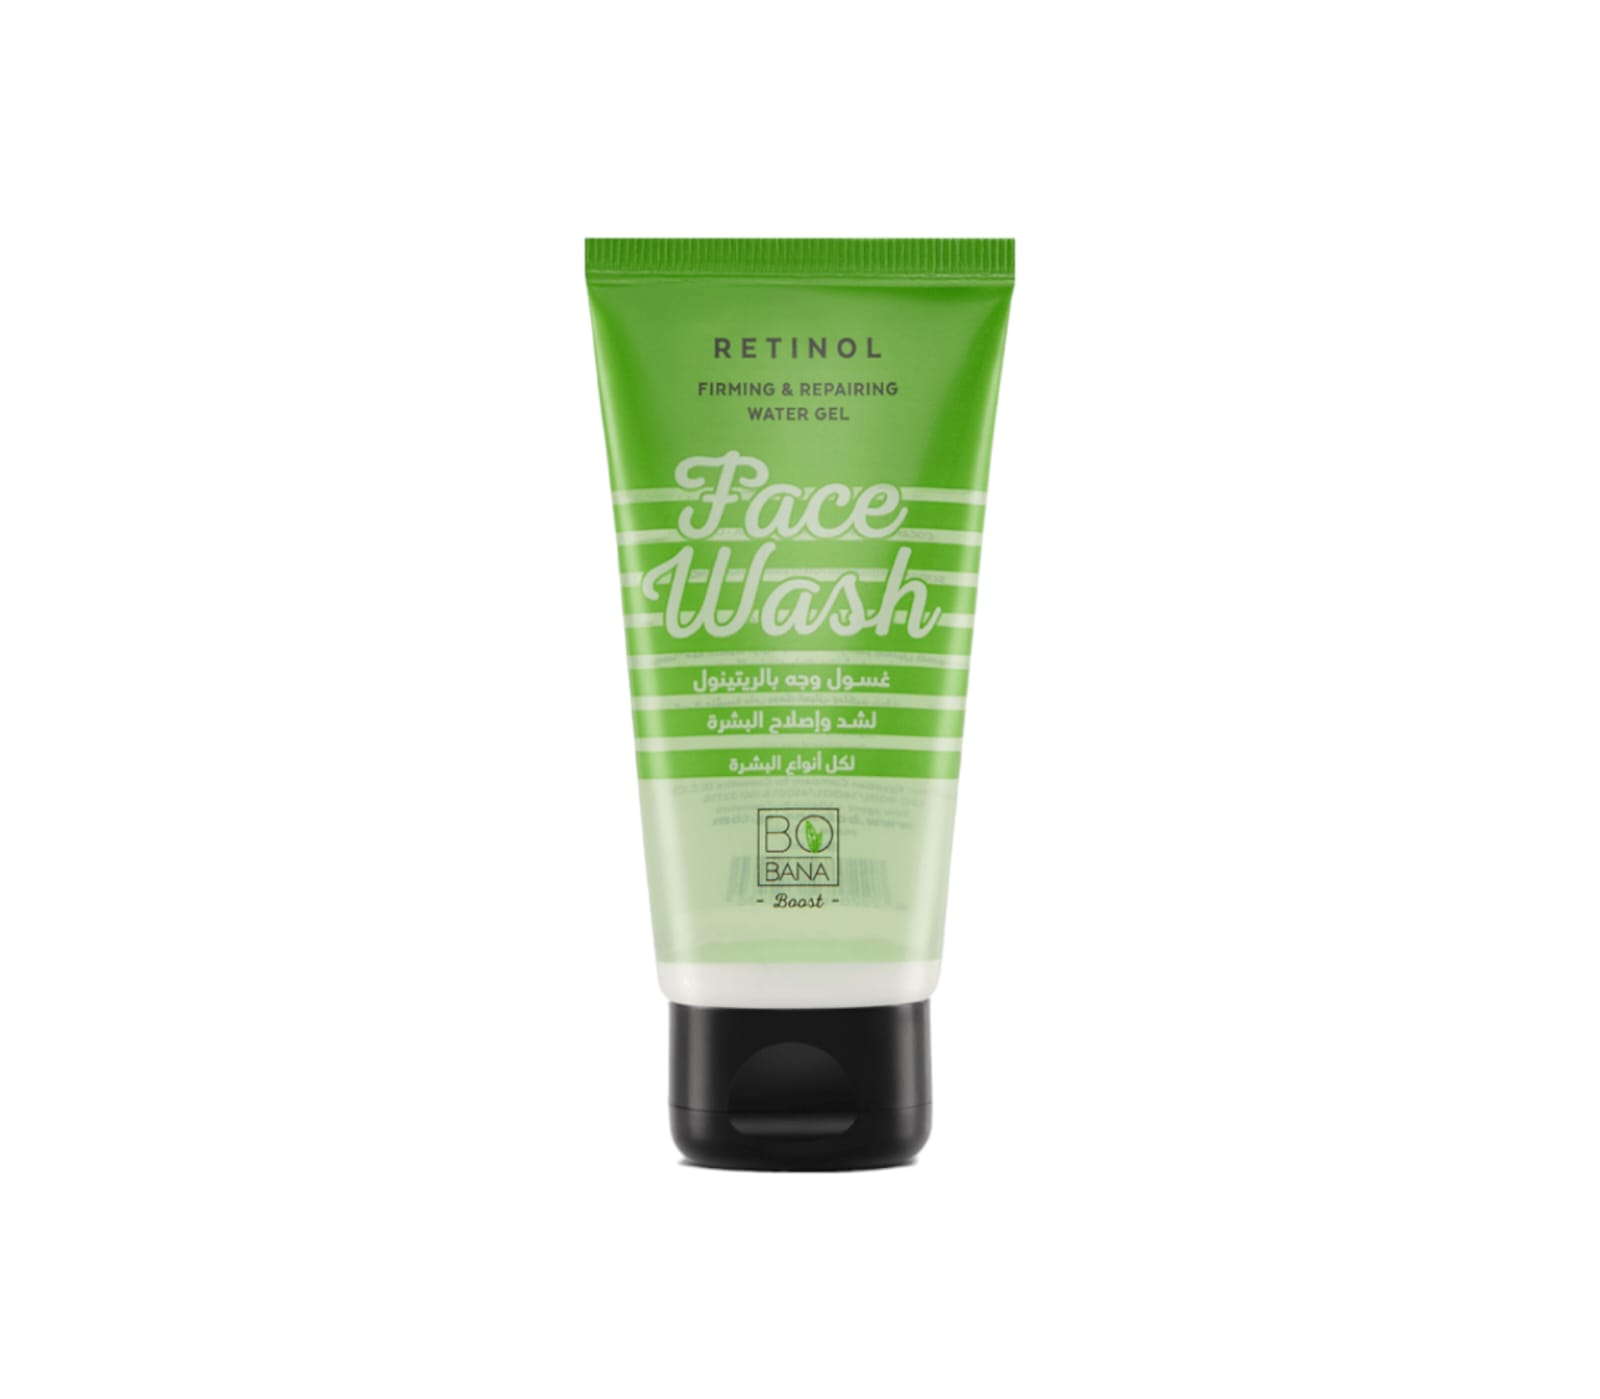 RETINOL
FIRMING & REPAIRING
WATER GEL
Face
Wash
غسول وجه بالريتينول
لشد وإصلاح البشرة
لكل أنواع البشرة
BO
BANA
- Boost -